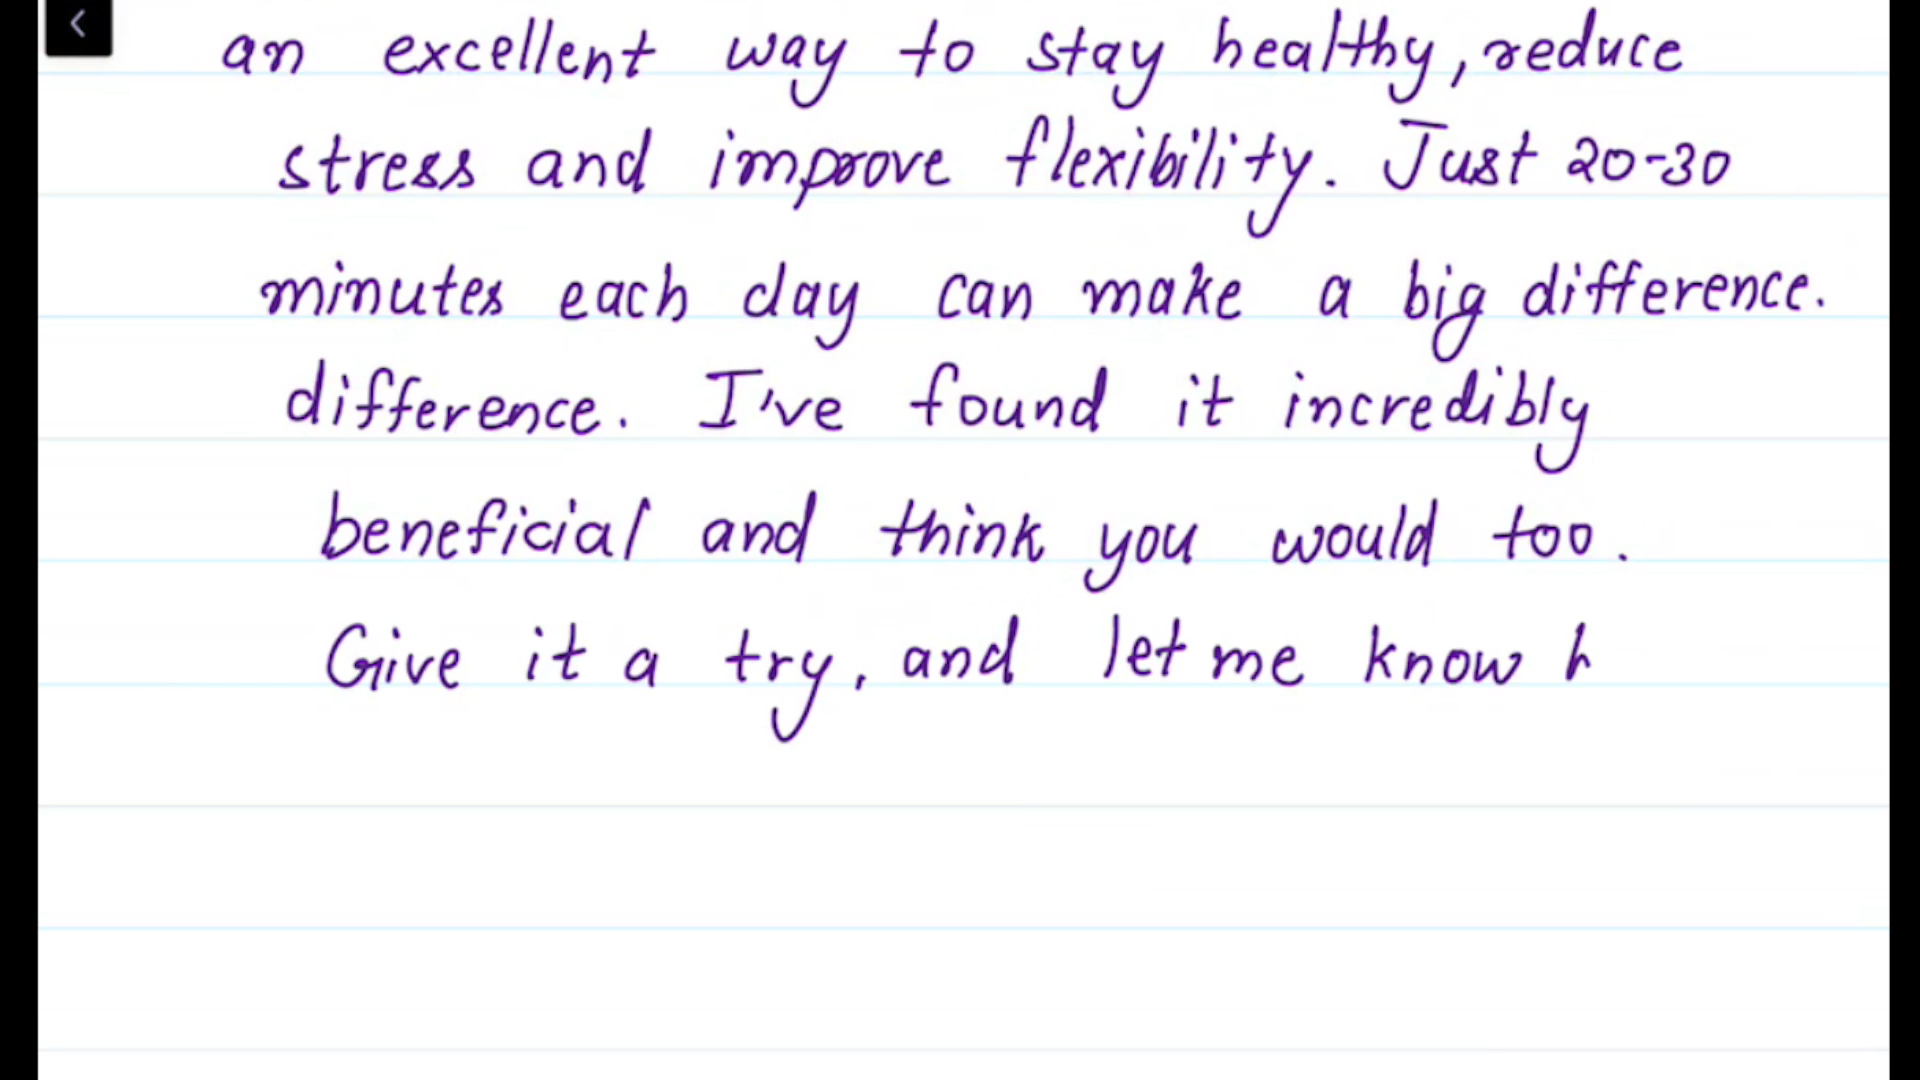 an excellent way to stay healthy, reduce
stress and improve flexibility. Just 20-30
minutes each day can make a big difference.
difference. I've found it incredibly
beneficial and think you would too.
Give it a try, and let me know h